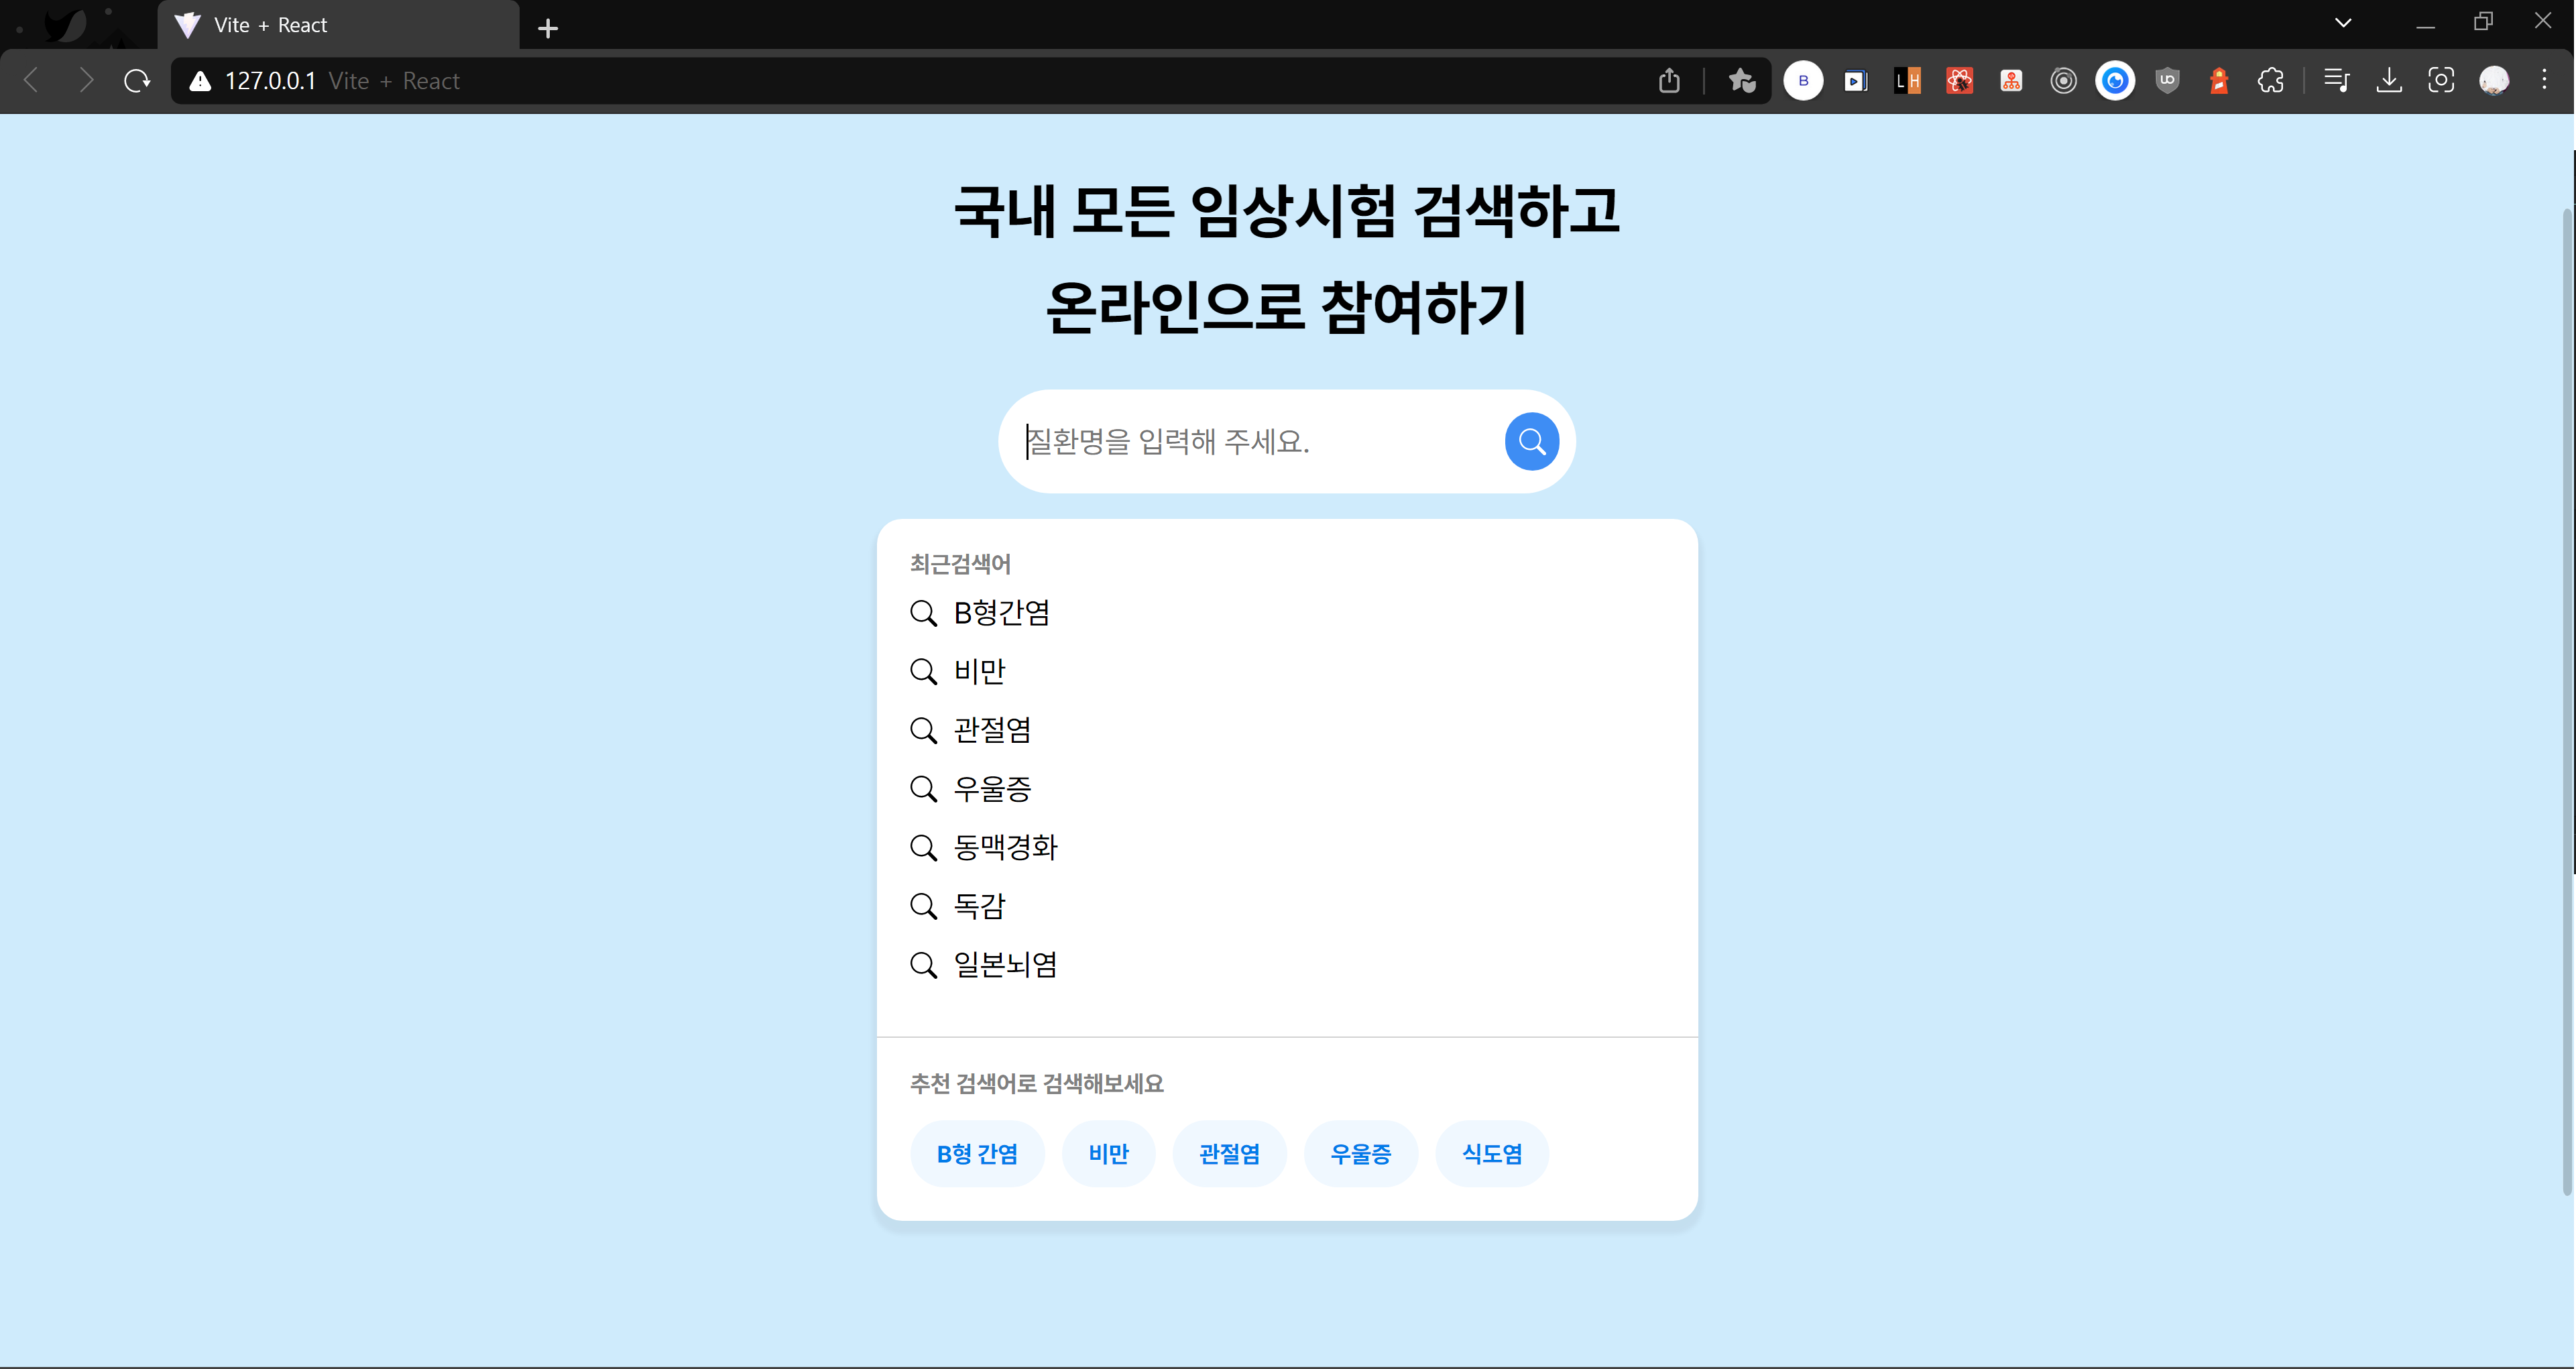 Vite + React
127.0.0.1 Vite + React
국내 모든 임상시험 검색하고
온라인으로 참여하기
질환명을 입력해 주세요.
최근검색어
B형간염
비만
관절염
우울증
동맥경화
독감
일본뇌염
추천 검색어로 검색해보세요
B형 간염 비만 관절염 우울증 식도염